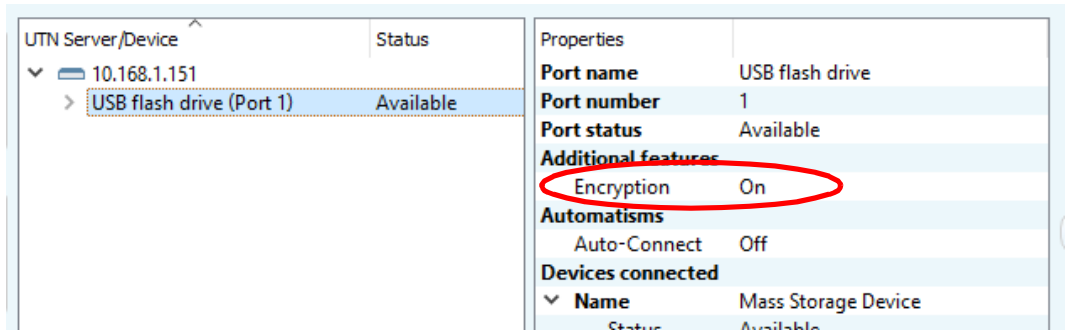 UTN Server/Device Status
10.168.1.151
USB flash drive (Port 1) Available
Properties
Port name USB flash drive
Port number 1
Port status Available
Additional features
Encryption On
Automatisms
Auto-Connect Off
Devices connected
Name Mass Storage Device
Status Available